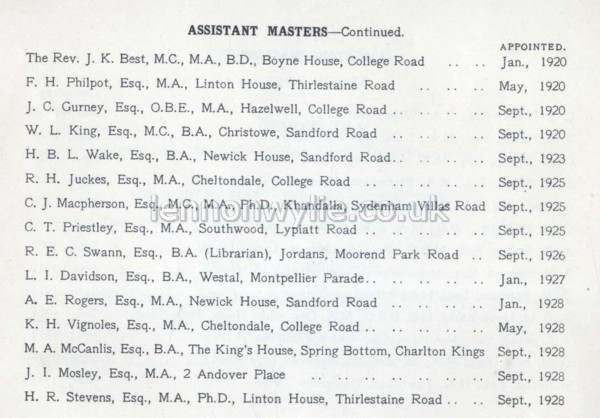 ASSISTANT MASTERS—Continued.
APPOINTED.
The Rev. J. K. Best, M.C., M.A., B.D., Boyne House, College Road .. .. Jan., 1920
F. H. Philpot, Esq., M.A., Linton House, Thirlestaine Road .. .. May, 1920
J. C. Gurney, Esq., O.B.E., M.A., Hazelwell, College Road .. .. .. Sept., 1920
W. L. King, Esq., M.C., B.A., Christowe, Sandford Road .. .. .. Sept., 1920
H. B. L. Wake, Esq., B.A., Newick House, Sandford Road .. .. .. Sept., 1923
R. H. Juckes, Esq., M.A., Cheltondale, College Road .. .. .. .. Sept., 1925
C. J. Macpherson, Esq., M.C., M.A., Ph.D., Khandalla, Sydenham Villas Road Sept., 1925
lennonwylie.co.uk
C. T. Priestley, Esq., M.A., Southwood, Lypiatt Road .. .. .. .. Sept., 1925
R. E. C. Swann, Esq., B.A. (Librarian), Jordans, Moorend Park Road .. Sept., 1926
L. I. Davidson, Esq., B.A., Westal, Montpellier Parade .. .. .. .. Jan., 1927
A. E. Rogers, Esq., M.A., Newick House, Sandford Road .. .. .. Jan., 1928
K. H. Vignoles, Esq., M.A., Cheltondale, College Road .. .. .. .. May, 1928
M. A. McCanlis, Esq., B.A., The King's House, Spring Bottom, Charlton Kings Sept., 1928
J. I. Mosley, Esq., M.A., 2 Andover Place .. .. .. .. .. Sept., 1928
H. R. Stevens, Esq., M.A., Ph.D., Linton House, Thirlestaine Road .. .. Sept., 1928